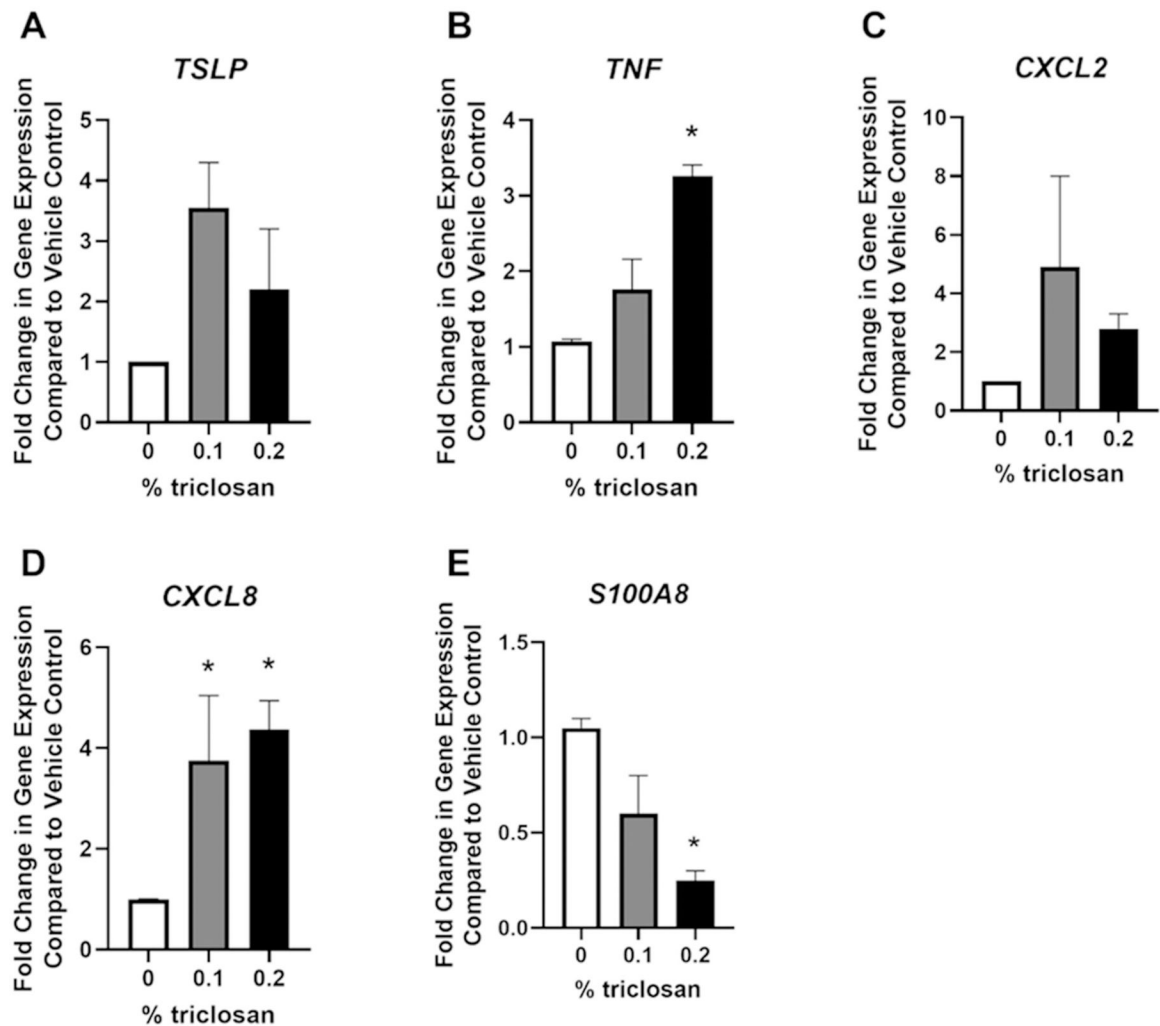 A
TSLP
Fold Change in Gene Expression
Compared to Vehicle Control
5
4
3
2
1
0
0 0.1 0.2
% triclosan
B
TNF
Fold Change in Gene Expression
Compared to Vehicle Control
4
3
2
1
0
*
0 0.1 0.2
% triclosan
C
CXCL2
Fold Change in Gene Expression
Compared to Vehicle Control
10
8
6
4
2
0
0 0.1 0.2
% triclosan
D
CXCL8
Fold Change in Gene Expression
Compared to Vehicle Control
6
4
2
0
* *
0 0.1 0.2
% triclosan
E
S100A8
Fold Change in Gene Expression
Compared to Vehicle Control
1.5
1.0
0.5
0.0
*
0 0.1 0.2
% triclosan